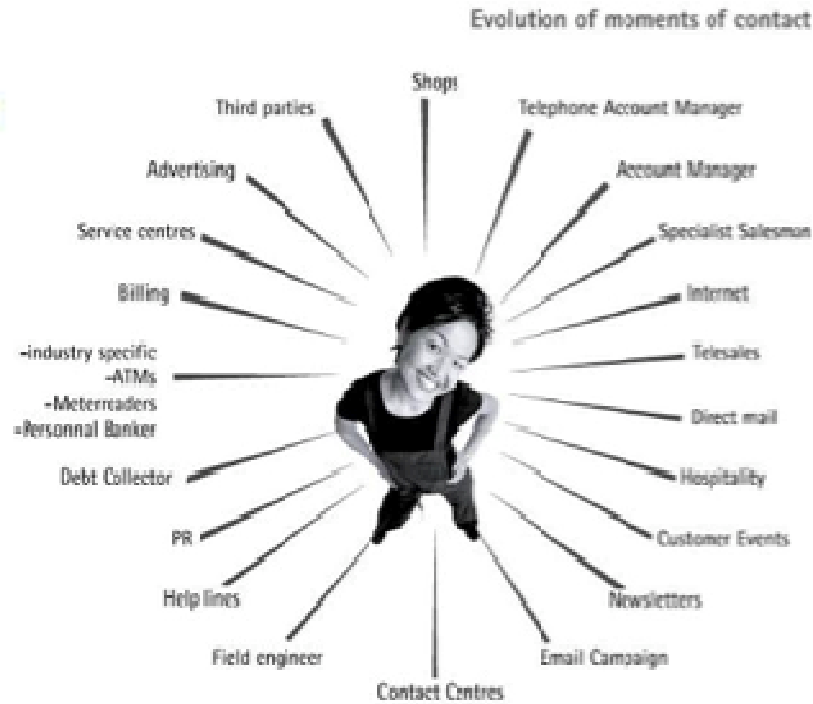 Evolution of moments of contact
Shops
Third parties
Telephone Account Manager
Advertising
Account Manager
Service centres
Specialist Salesman
Billing
Internet
-industry specific
-ATMs
-Meterreaders
-Personnal Banker
Telesales
Direct mail
Debt Collector
Hospitality
PR
Customer Events
Help lines
Newsletters
Field engineer
Email Campaign
Contact Centres